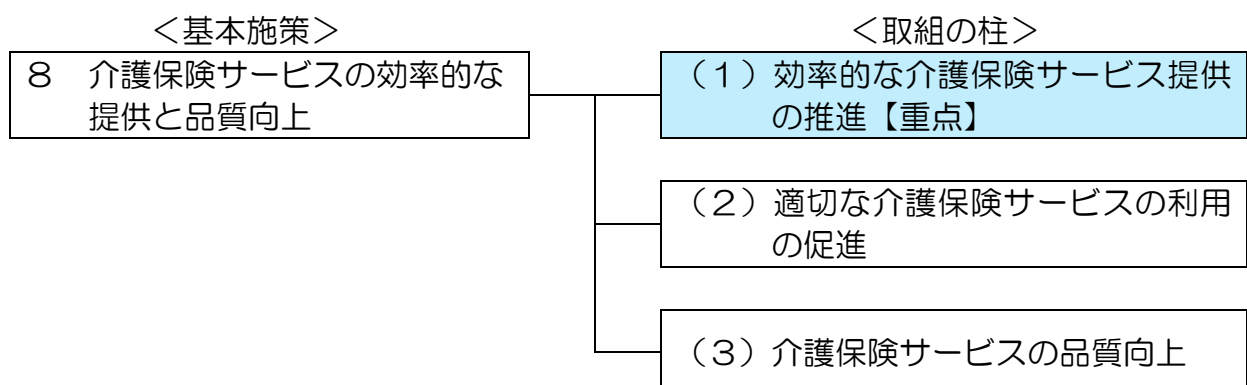 ＜基本施策＞
８　介護保険サービスの効率的な
提供と品質向上
＜取組の柱＞
（１）効率的な介護保険サービス提供
の推進【重点】
（２）適切な介護保険サービスの利用
の促進
（３）介護保険サービスの品質向上